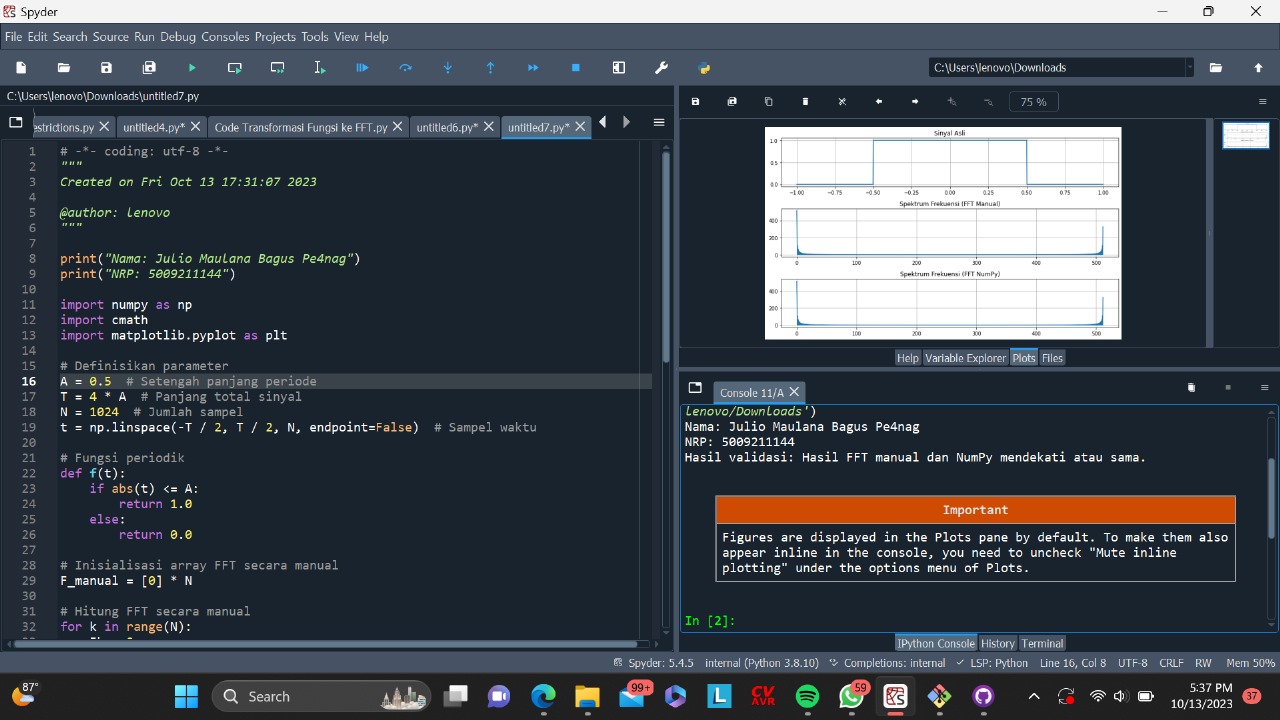 Spyder
File Edit Search Source Run Debug Consoles Projects Tools View Help
C:\Users\lenovo\Downloads
C:\Users\lenovo\Downloads\untitled7.py
estrictions.py untitled4.py* Code Transformasi Fungsi ke FFT.py untitled6.py* untitled7.py*
1 # -*- coding: utf-8 -*-
2 """
3 Created on Fri Oct 13 17:31:07 2023
4
5 @author: lenovo
6 """
7
8 print("Nama: Julio Maulana Bagus Pe4nag")
9 print("NRP: 5009211144")
10
11 import numpy as np
12 import cmath
13 import matplotlib.pyplot as plt
14
15 # Definisikan parameter
16 A = 0.5 # Setengah panjang periode
17 T = 4 * A # Panjang total sinyal
18 N = 1024 # Jumlah sampel
19 t = np.linspace(-T / 2, T / 2, N, endpoint=False) # Sampel waktu
20
21 # Fungsi periodik
22 def f(t):
23 if abs(t) <= A:
24 return 1.0
25 else:
26 return 0.0
27
28 # Inisialisasi array FFT secara manual
29 F_manual = [0] * N
30
31 # Hitung FFT secara manual
32 for k in range(N):
75 %
Sinyal Asli
1.0
0.5
0.0
-1.00 -0.75 -0.50 -0.25 0.00 0.25 0.50 0.75 1.00
Spektrum Frekuensi (FFT Manual)
400
200
0
0 100 200 300 400 500
Spektrum Frekuensi (FFT NumPy)
400
200
0
0 100 200 300 400 500
Help Variable Explorer Plots Files
Console 11/A
lenovo/Downloads')
Nama: Julio Maulana Bagus Pe4nag
NRP: 5009211144
Hasil validasi: Hasil FFT manual dan NumPy mendekati atau sama.
Important
Figures are displayed in the Plots pane by default. To make them also
appear inline in the console, you need to uncheck "Mute inline
plotting" under the options menu of Plots.
In [2]:
IPython Console History Terminal
Spyder: 5.4.5 internal (Python 3.8.10) Completions: internal LSP: Python Line 16, Col 8 UTF-8 CRLF RW Mem 50%
87° Search 99+ L CV AVR 59 5:37 PM 37
10/13/2023